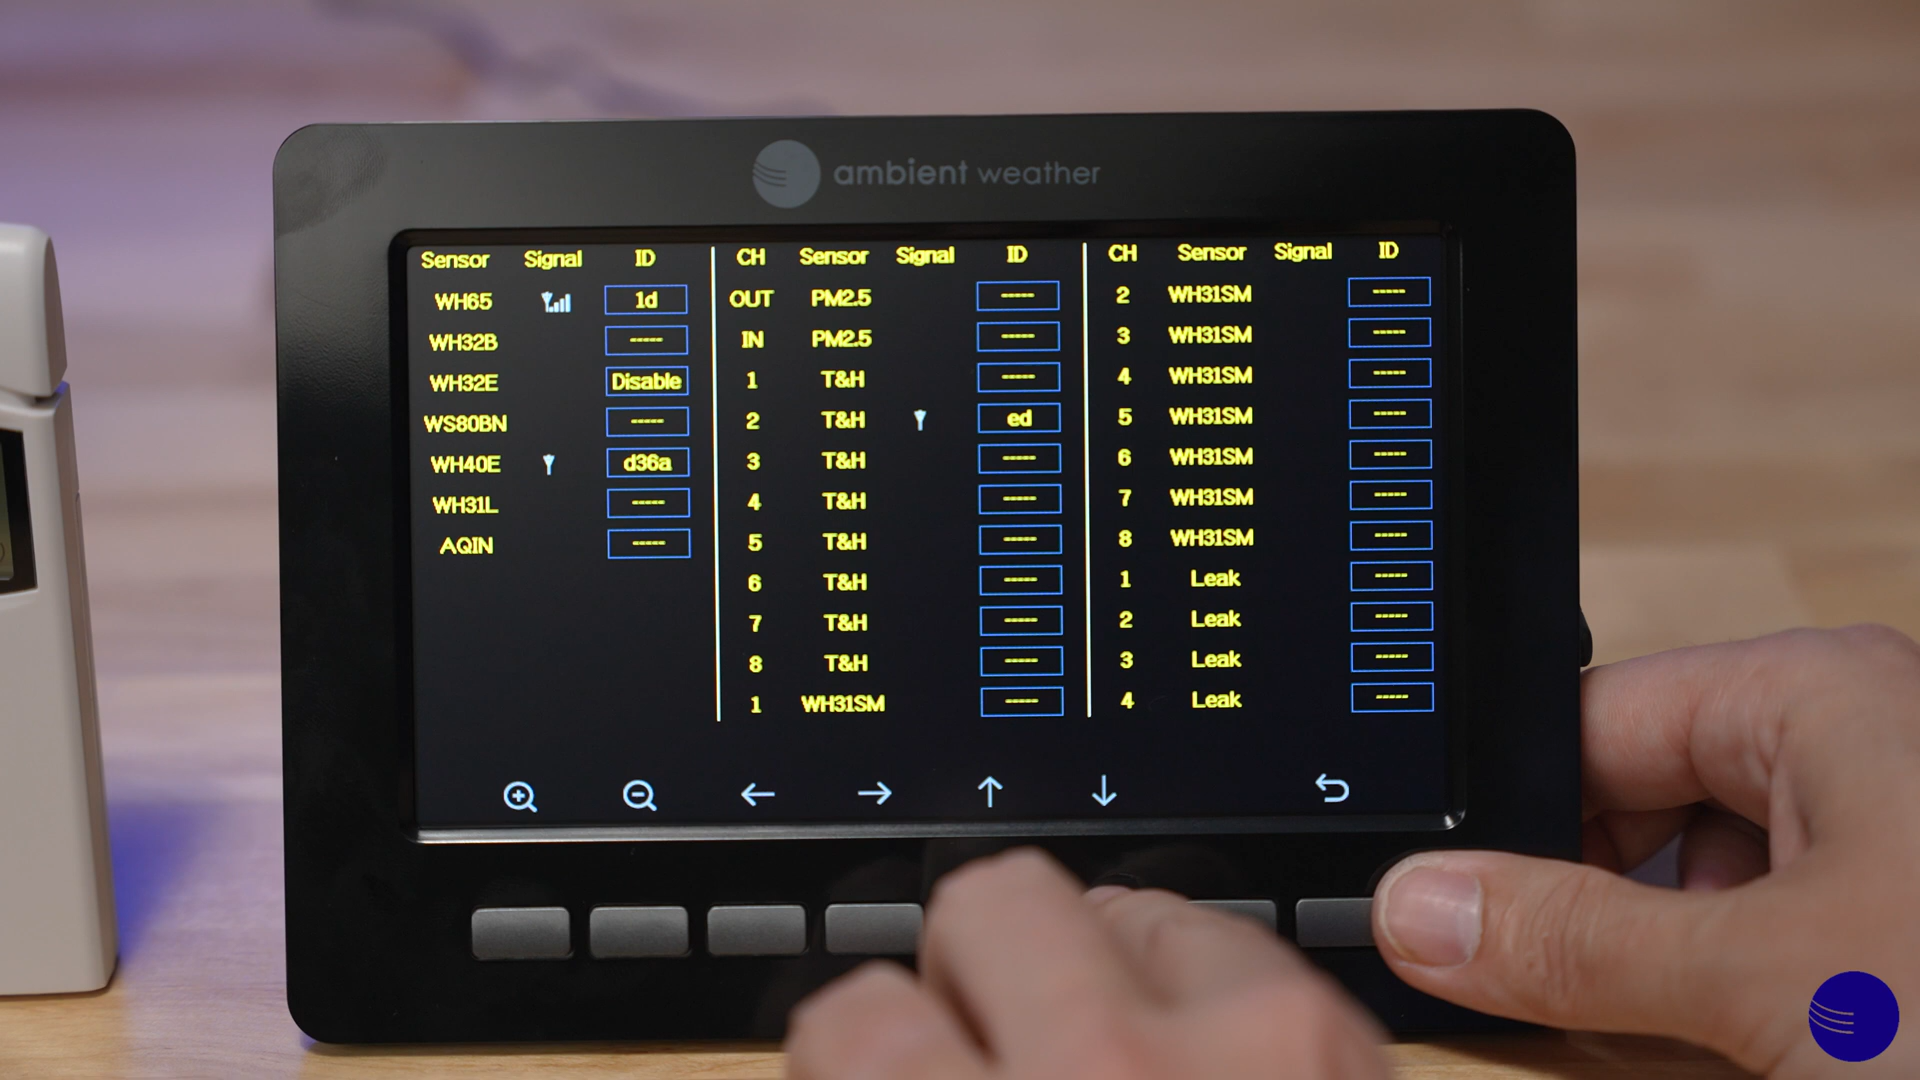 ambient weather
Sensor Signal ID
WH65 1d
WH32B -----
WH32E Disable
WS80BN -----
WH40E d36a
WH31L -----
AQIN -----
CH Sensor Signal ID
OUT PM2.5 -----
IN PM2.5 -----
1 T&H -----
2 T&H ed
3 T&H -----
4 T&H -----
5 T&H -----
6 T&H -----
7 T&H -----
8 T&H -----
1 WH31SM -----
CH Sensor Signal ID
2 WH31SM -----
3 WH31SM -----
4 WH31SM -----
5 WH31SM -----
6 WH31SM -----
7 WH31SM -----
8 WH31SM -----
1 Leak -----
2 Leak -----
3 Leak -----
4 Leak -----